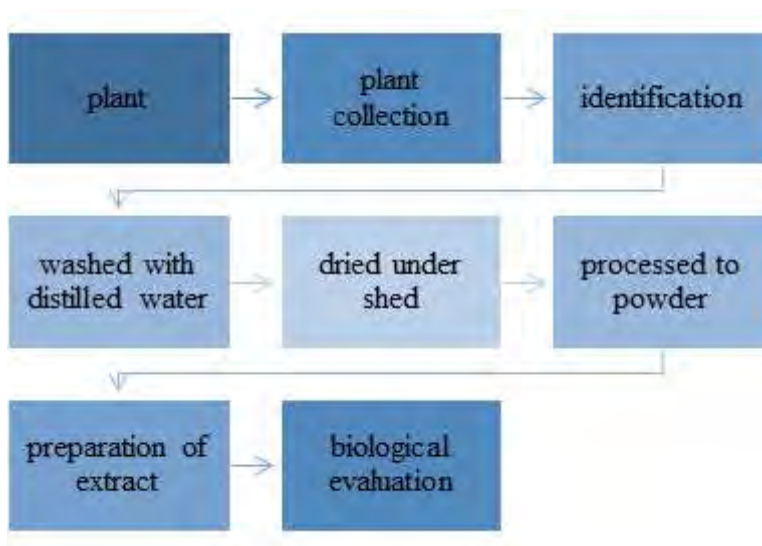 plant
plant
collection
identification
washed with
distilled water
dried under
shed
processed to
powder
preparation of
extract
biological
evaluation